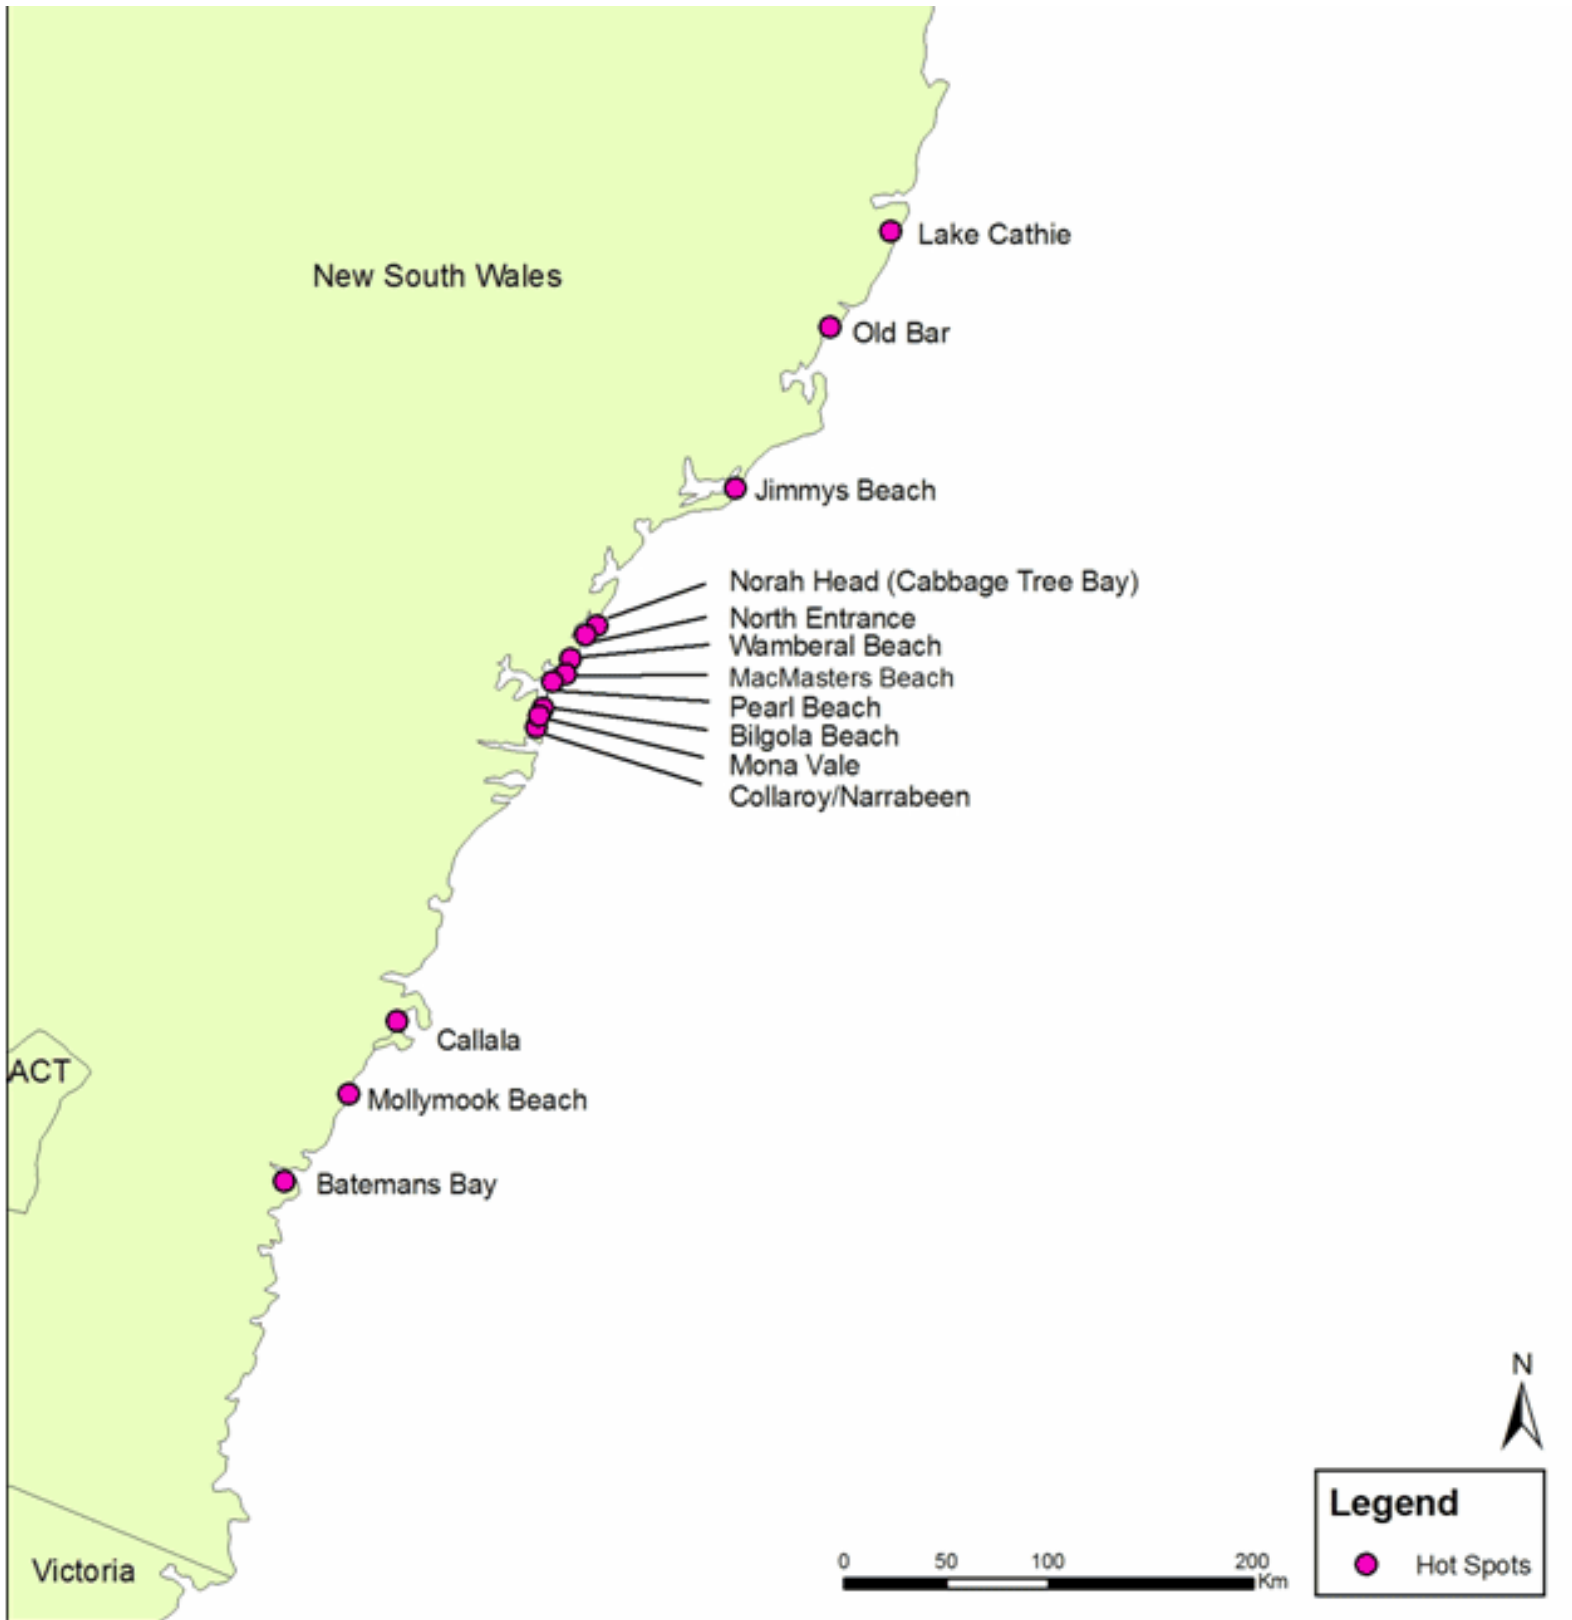 Lake Cathie
New South Wales
Old Bar
Jimmys Beach
Norah Head (Cabbage Tree Bay)
North Entrance
Wamberal Beach
MacMasters Beach
Pearl Beach
Bilgola Beach
Mona Vale
Collaroy/Narrabeen
Callala
ACT
Mollymook Beach
Batemans Bay
N
Legend
Hot Spots
0 50 100 200
Km
Victoria